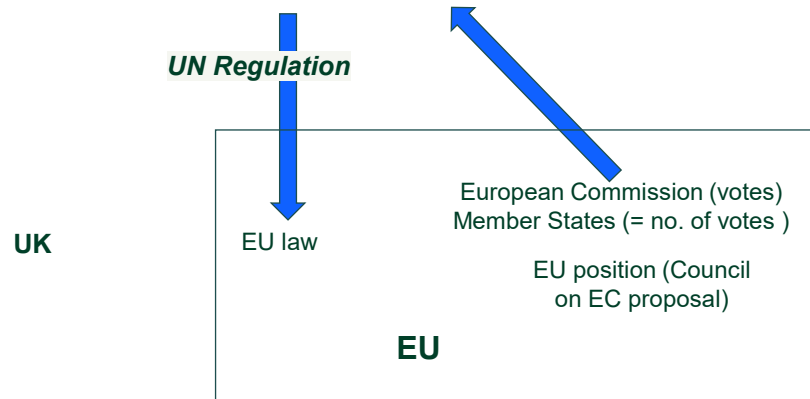 UN Regulation
European Commission (votes)
Member States (= no. of votes )
UK
EU law
EU position (Council
on EC proposal)
EU